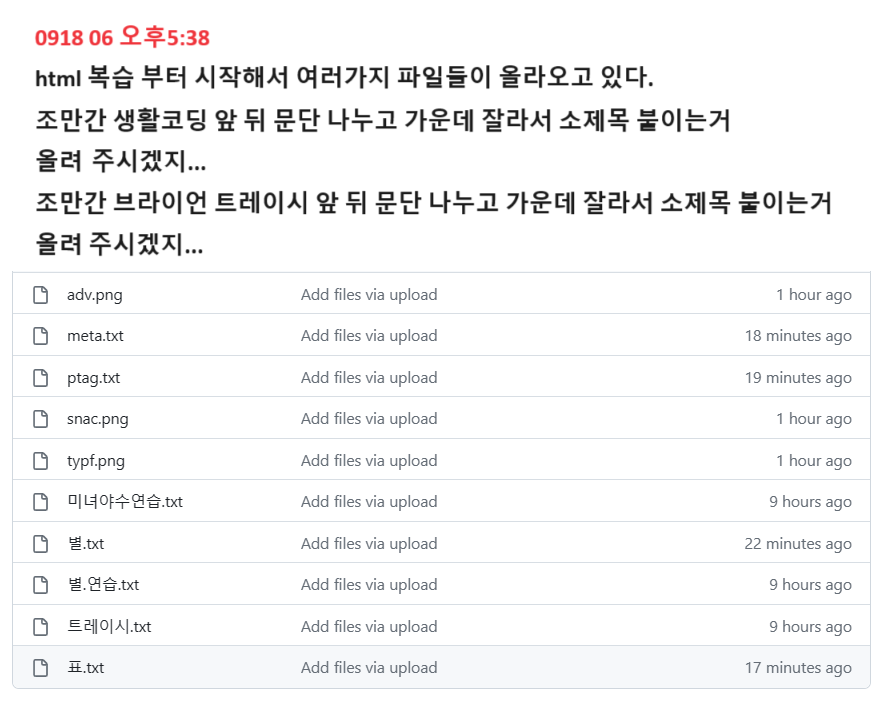 0918 06 오후5:38
html 복습 부터 시작해서 여러가지 파일들이 올라오고 있다.
조만간 생활코딩 앞 뒤 문단 나누고 가운데 잘라서 소제목 붙이는거
올려 주시겠지...
조만간 브라이언 트레이시 앞 뒤 문단 나누고 가운데 잘라서 소제목 붙이는거
올려 주시겠지...
adv.png Add files via upload 1 hour ago
meta.txt Add files via upload 18 minutes ago
ptag.txt Add files via upload 19 minutes ago
snac.png Add files via upload 1 hour ago
typf.png Add files via upload 1 hour ago
미녀야수연습.txt Add files via upload 9 hours ago
별.txt Add files via upload 22 minutes ago
별.연습.txt Add files via upload 9 hours ago
트레이시.txt Add files via upload 9 hours ago
표.txt Add files via upload 17 minutes ago